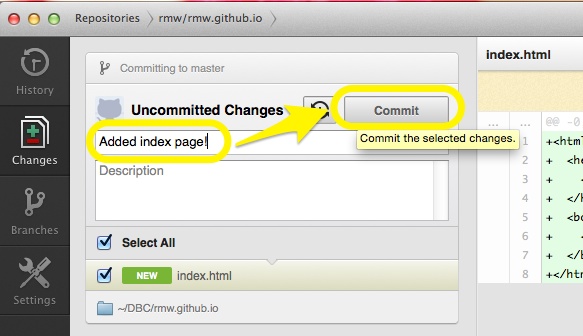 Repositories rmw/rmw.github.io
History
Changes
Branches
Settings
Committing to master
Uncommitted Changes
Commit
Added index page!
Commit the selected changes.
Description
Select All
NEW index.html
~/DBC/rmw.github.io
index.html
... ... @@ -0
1 +<html
2 + <he
3 + <
4 + </h
5 + <bo
6 + <
7 + </b
8 +</ht